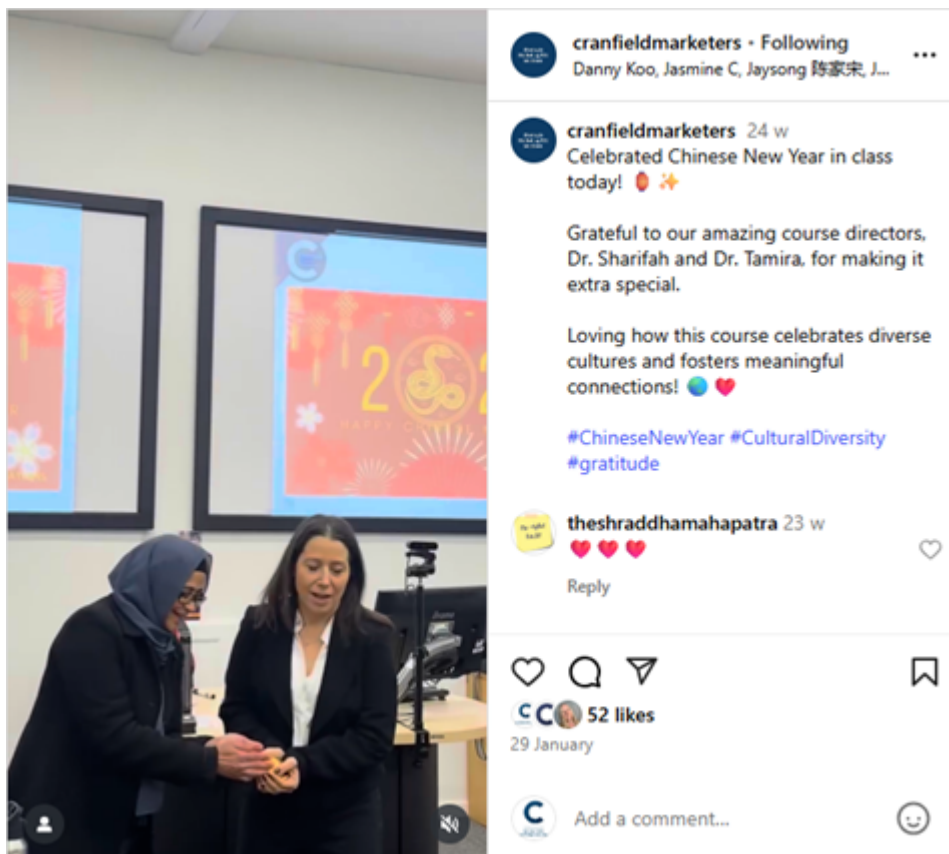 cranfieldmarketers • Following
Danny Koo, Jasmine C, Jaysong 陈家宋, J...
cranfieldmarketers 24 w
Celebrated Chinese New Year in class
today! 🏮 ✨
Grateful to our amazing course directors,
Dr. Sharifah and Dr. Tamira, for making it
extra special.
Loving how this course celebrates diverse
cultures and fosters meaningful
connections! 🌏 ❤️
#ChineseNewYear #CulturalDiversity
#gratitude
theshraddhamahapatra 23 w
❤️ ❤️ ❤️
Reply
52 likes
29 January
Add a comment...
C
202
HAPPY CHINESE